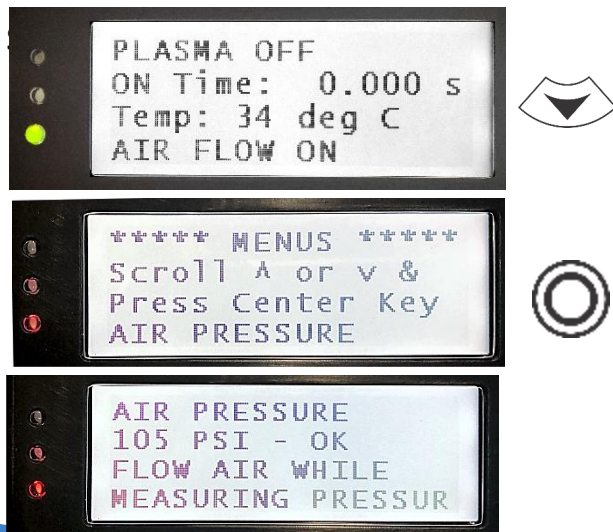 PLASMA OFF
ON Time: 0.000 s
Temp: 34 deg C
AIR FLOW ON
***** MENUS *****
Scroll ^ or v &
Press Center Key
AIR PRESSURE
AIR PRESSURE
105 PSI - OK
FLOW AIR WHILE
MEASURING PRESSUR